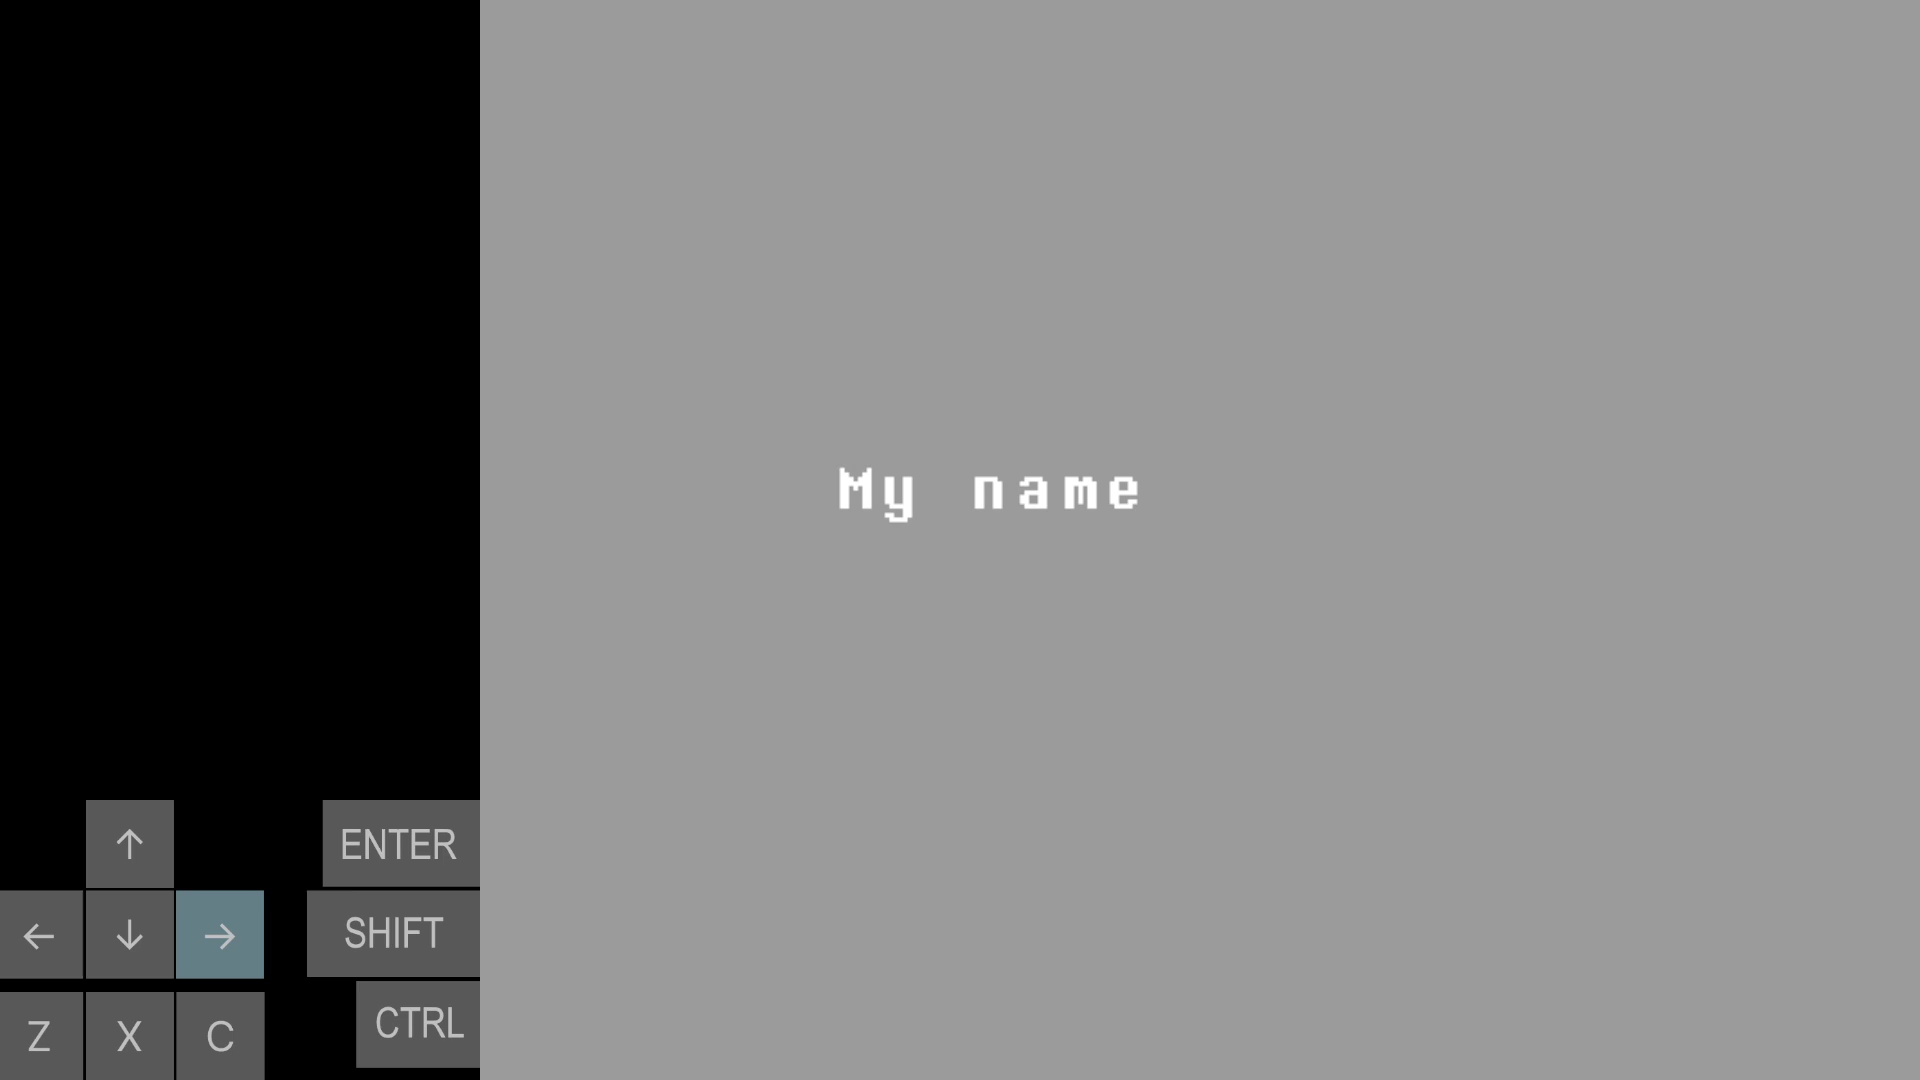 My name
↑
ENTER
← ↓ →
SHIFT
Z X C
CTRL